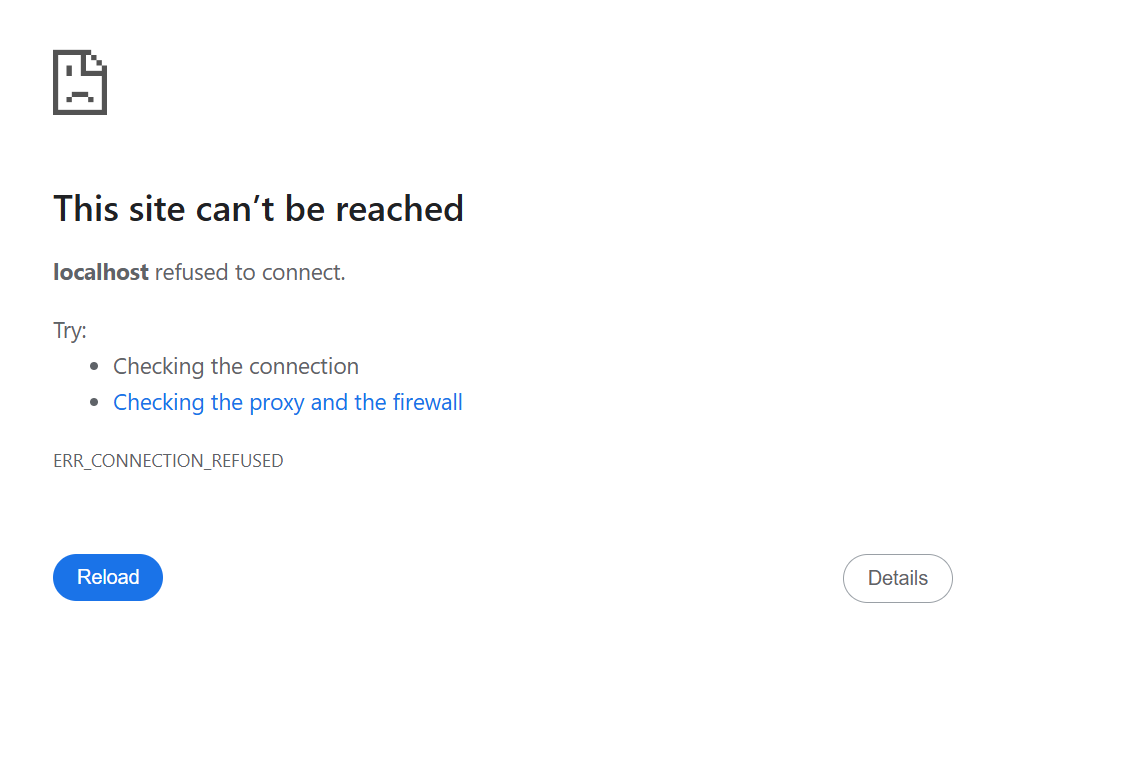 This site can’t be reached
localhost refused to connect.
Try:
• Checking the connection
• Checking the proxy and the firewall
ERR_CONNECTION_REFUSED
Reload
Details